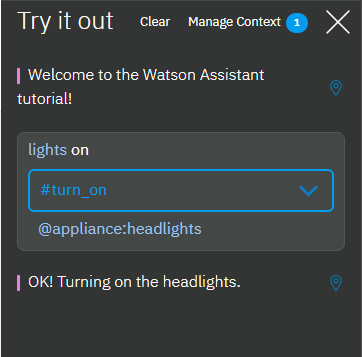 Try it out Clear Manage Context 1
Welcome to the Watson Assistant
tutorial!
lights on
#turn_on
@appliance:headlights
OK! Turning on the headlights.